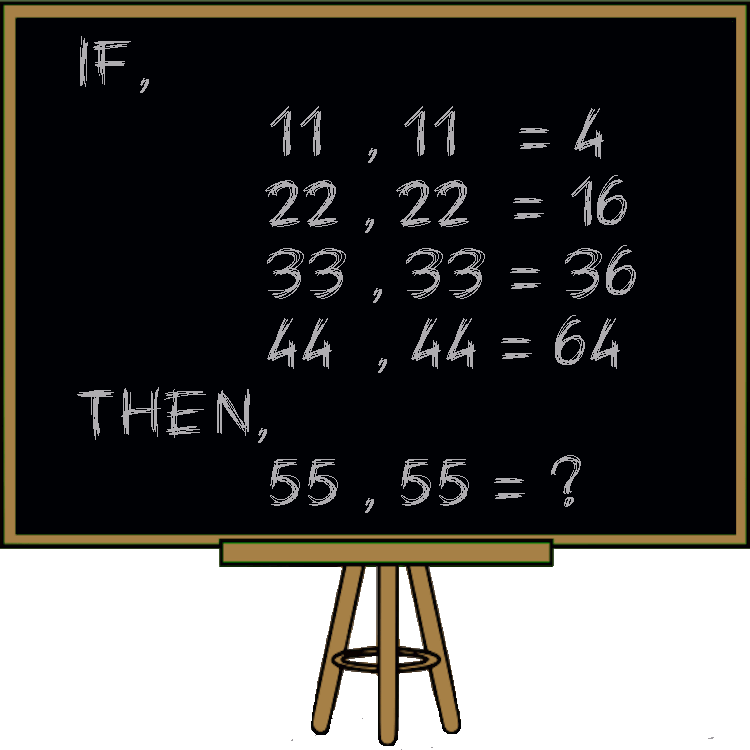 IF,
11 , 11 = 4
22 , 22 = 16
33 , 33 = 36
44 , 44 = 64
THEN,
55 , 55 = ?